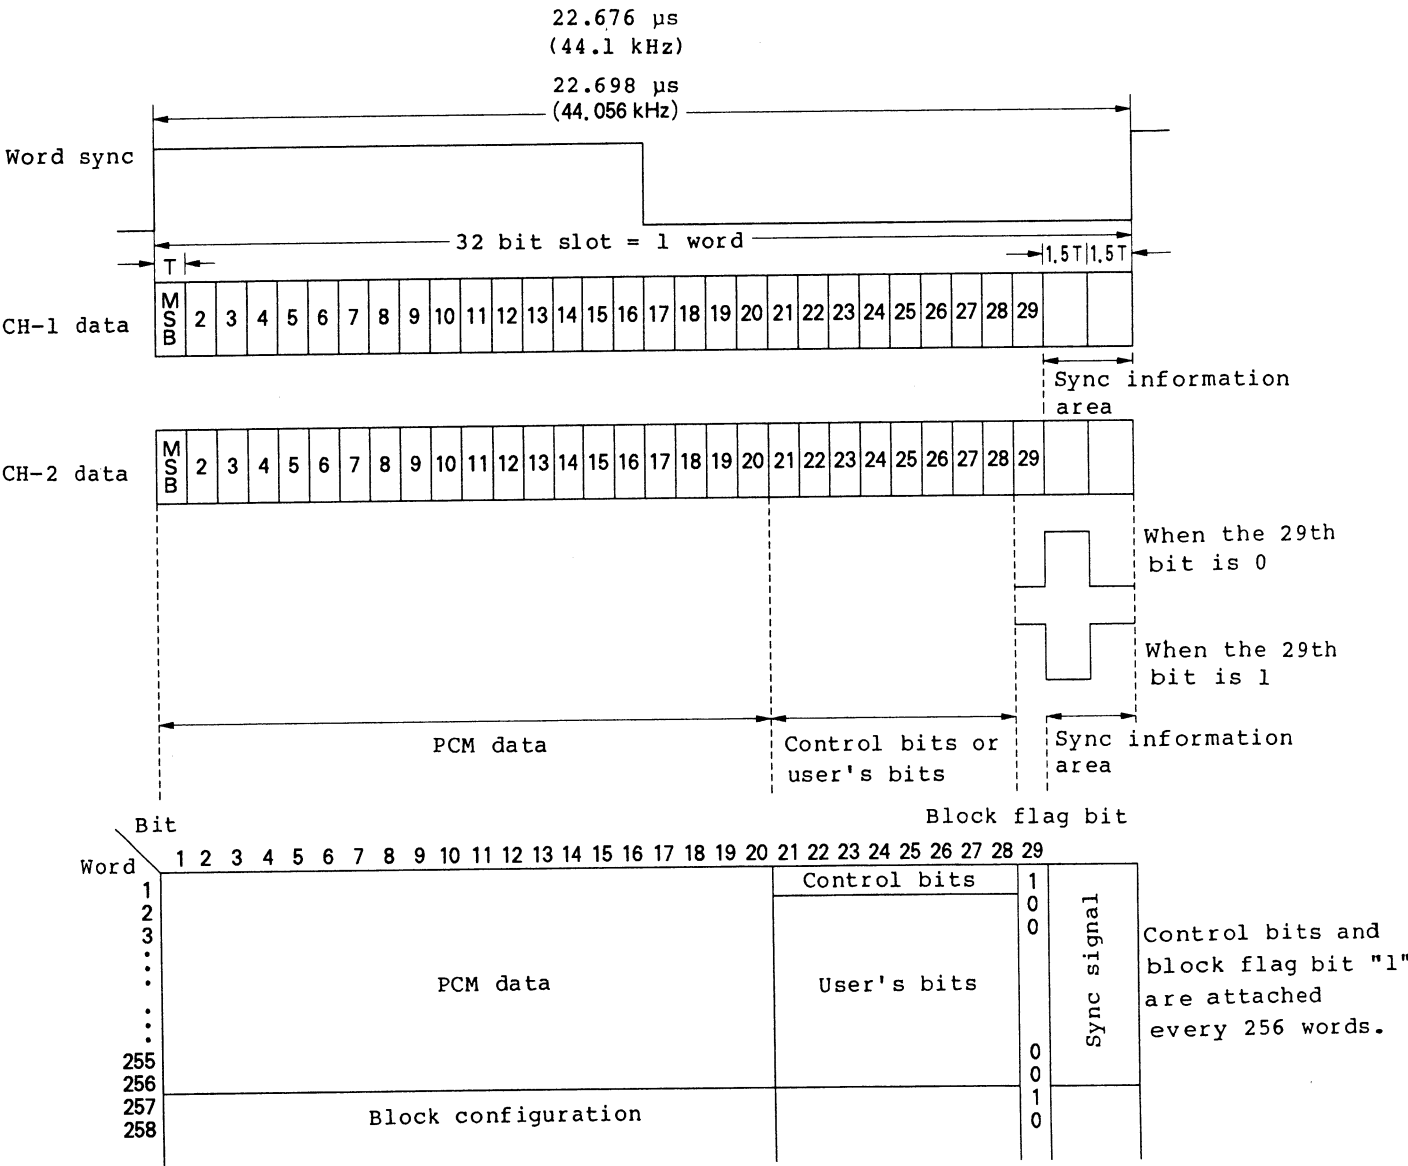 22.676 µs
(44.1 kHz)
22.698 µs
(44.056 kHz)
Word sync
32 bit slot = 1 word
T
1.5T 1.5T
CH-1 data
MSB 2 3 4 5 6 7 8 9 10 11 12 13 14 15 16 17 18 19 20 21 22 23 24 25 26 27 28 29
Sync information
area
CH-2 data
MSB 2 3 4 5 6 7 8 9 10 11 12 13 14 15 16 17 18 19 20 21 22 23 24 25 26 27 28 29
When the 29th
bit is 0
When the 29th
bit is 1
PCM data
Control bits or
user's bits
Sync information
area
Block flag bit
Bit
Word
1 2 3 4 5 6 7 8 9 10 11 12 13 14 15 16 17 18 19 20 21 22 23 24 25 26 27 28 29
1
Control bits
1
2
0
3
0
PCM data
User's bits
Sync signal
Control bits and
block flag bit "1"
are attached
every 256 words.
255
0
256
0
257
1
258
0
Block configuration